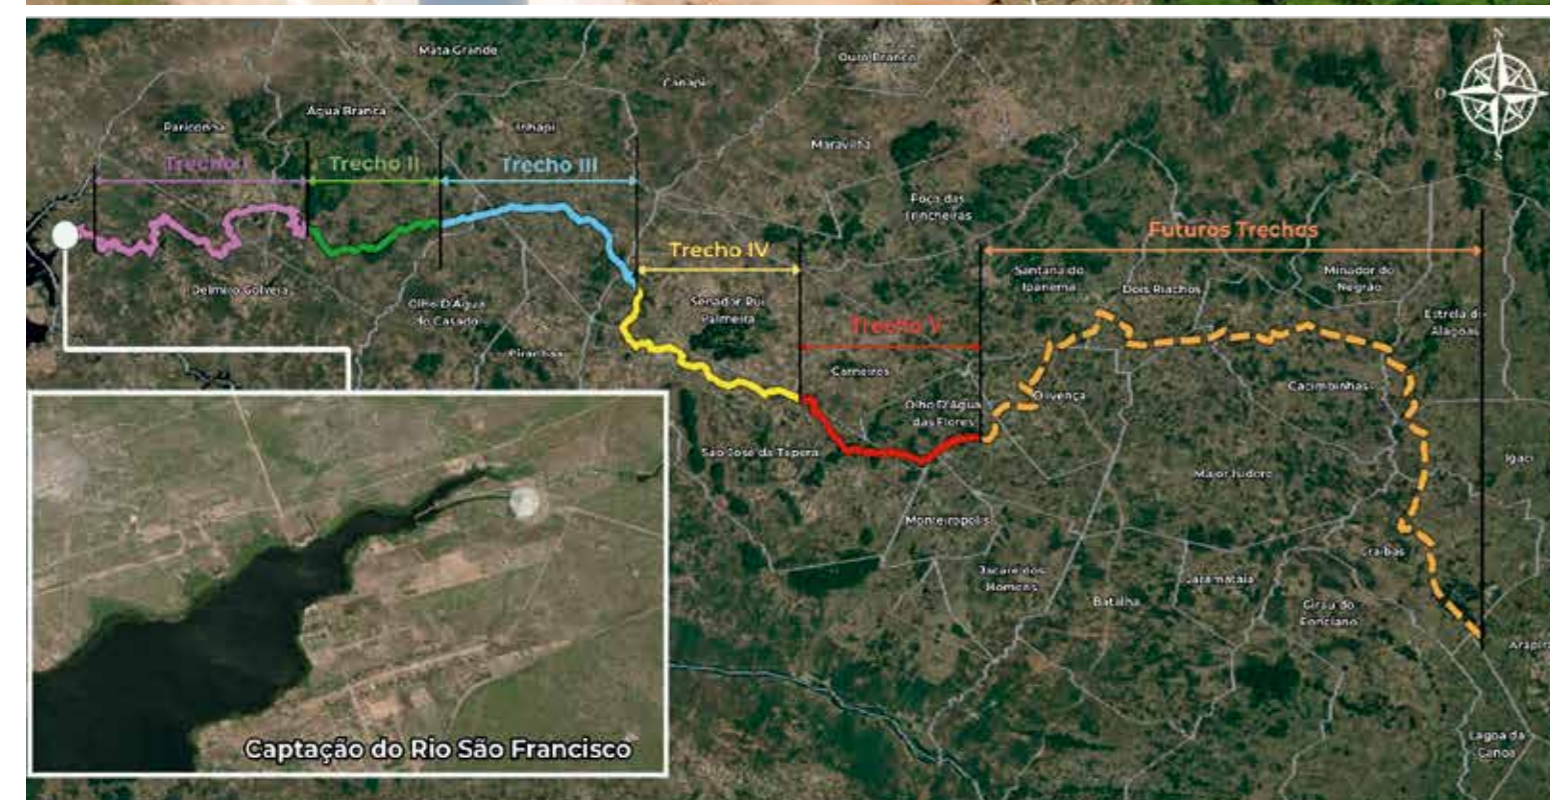 N
Mata Grande
Ouro Branco
Canapi
O
Água Branca
Pariconha
Inhapi
Maravilha
S
Trecho I
Trecho II
Trecho III
Poço das
Trincheiras
Futuros Trechos
Trecho IV
Santana do
Ipanema
Minador do
Negrão
Dois Riachos
Delmiro Golveia
Olho D'Água
do Casado
Senador Rui
Palmeira
Estrela de
Alagoas
Trecho V
Piranhas
Carneiros
Cacimbinhas
Olivença
Olho D'Água
das Flores
São José da Tapera
Igaci
Major Isidoro
Monteiropolis
Craíbas
Jacaré dos
Homens
Jaramataia
Batalha
Girau do
Ponciano
Lagoa da
Canoa
Captação do Rio São Francisco